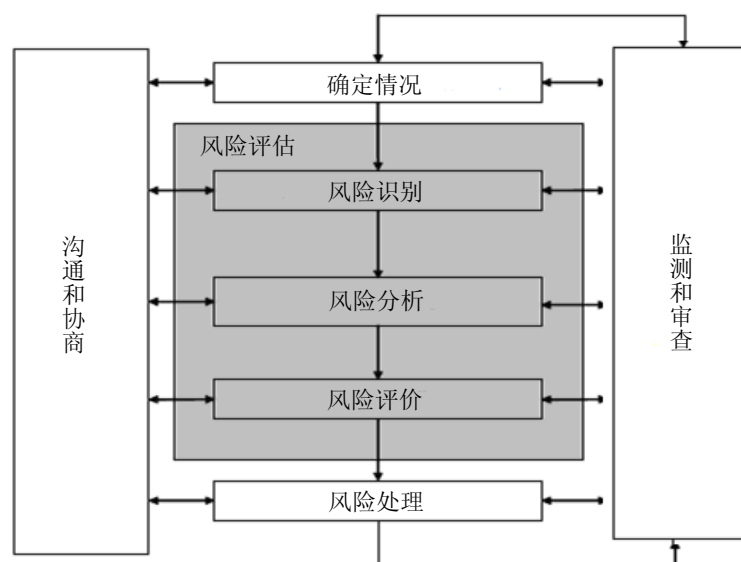 确定情况
风险评估
风险识别
沟通和协商
监测和审查
风险分析
风险评价
风险处理